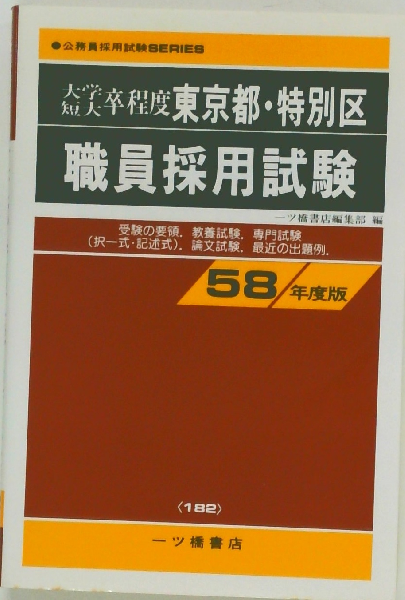 ●公務員採用試験SERIES
大学短大卒程度東京都・特別区
職員採用試験
一ツ橋書店編集部 編
受験の要領．教養試験．専門試験
(択一式・記述式)．論文試験．最近の出題例．
58年度版
〈182〉
一ツ橋書店